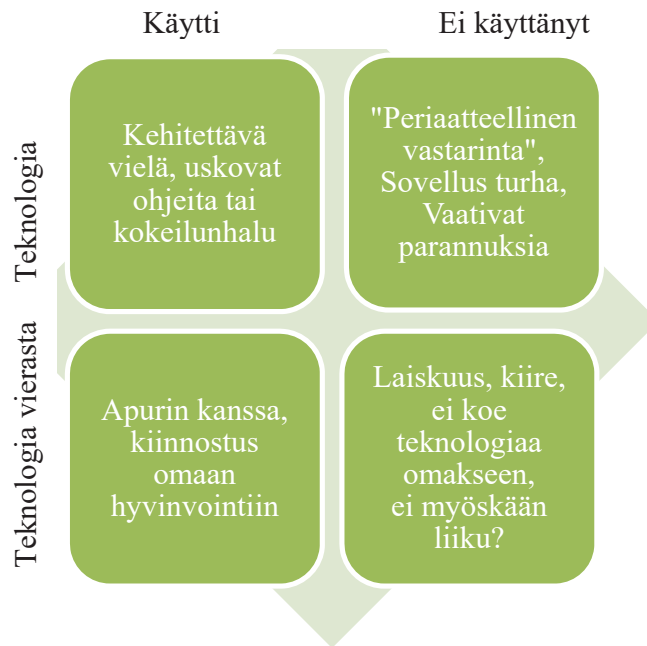 Käytti
Ei käyttänyt
Teknologia
Kehitettävä
vielä, uskovat
ohjeita tai
kokeilunhalu
"Periaatteellinen
vastarinta",
Sovellus turha,
Vaativat
parannuksia
Teknologia vierasta
Apurin kanssa,
kiinnostus
omaan
hyvinvointiin
Laiskuus, kiire,
ei koe
teknologiaa
omakseen,
ei myöskään
liiku?